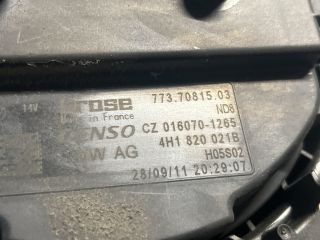 rose 773.70815.03
14V in France ND8
NSO CZ 016070-1265
W AG 4H1 820 021B
H05S02
28/09/11 20:29:07